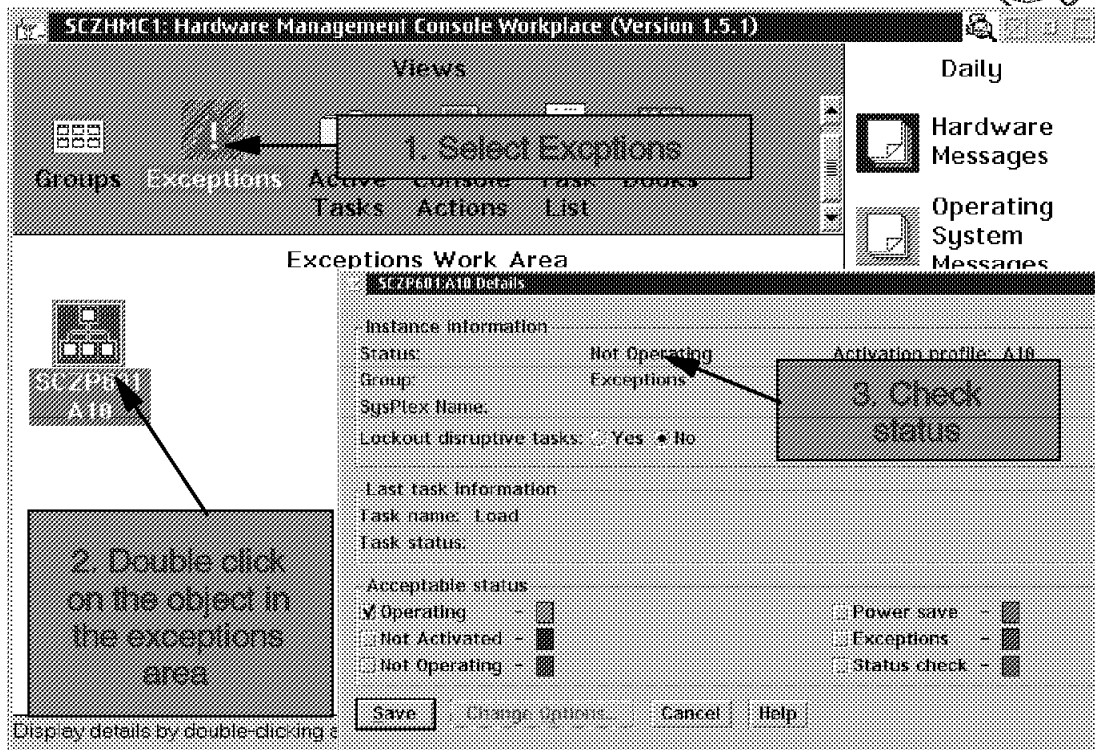 SCZHMC1: Hardware Management Console Workplace (Version 1.5.1)
Views
Daily
Groups
Exceptions
Active Tasks
Console Actions
Task List
Books
1. Select Excptions
Hardware Messages
Operating System Messages
Exceptions Work Area
SCZP601 A10
2. Double click
on the object in
the exceptions
area
SCZP601:A10 Details
Instance information
Status: Not Operating Activation profile: A10
Group: Exceptions
SysPlex Name:
Lockout disruptive tasks: Yes No
3. Check
status
Last task information
Task name: Load
Task status:
Acceptable status
Operating - Power save -
Not Activated - Exceptions -
Not Operating - Status check -
Save Change Options... Cancel Help
Display details by double-clicking